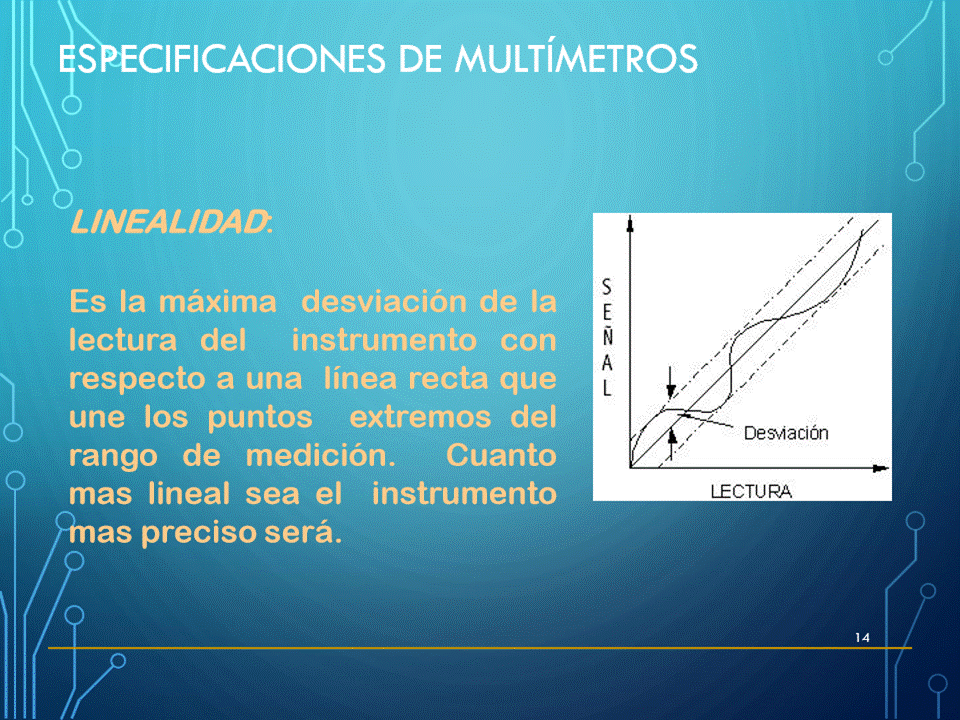 ESPECIFICACIONES DE MULTÍMETROS
LINEALIDAD:
Es la máxima desviación de la
lectura del instrumento con
respecto a una línea recta que
une los puntos extremos del
rango de medición. Cuanto
mas lineal sea el instrumento
mas preciso será.
SEÑAL
Desviación
LECTURA
14